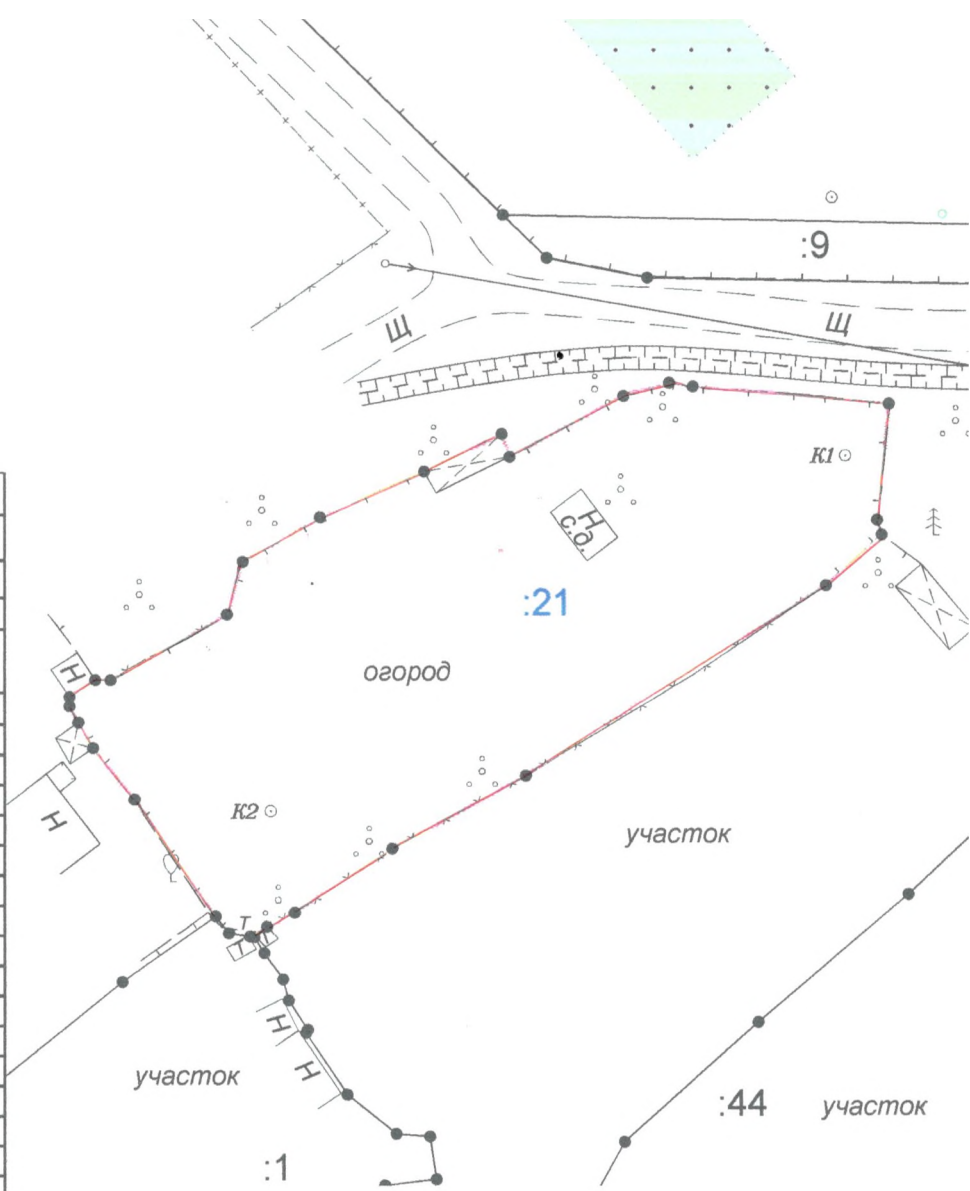 :9
Щ
Щ
К1
Н
с.д.
:21
огород
Н
Н
К2
участок
Т
Т
Т
Н
Н
участок
:44
участок
:1